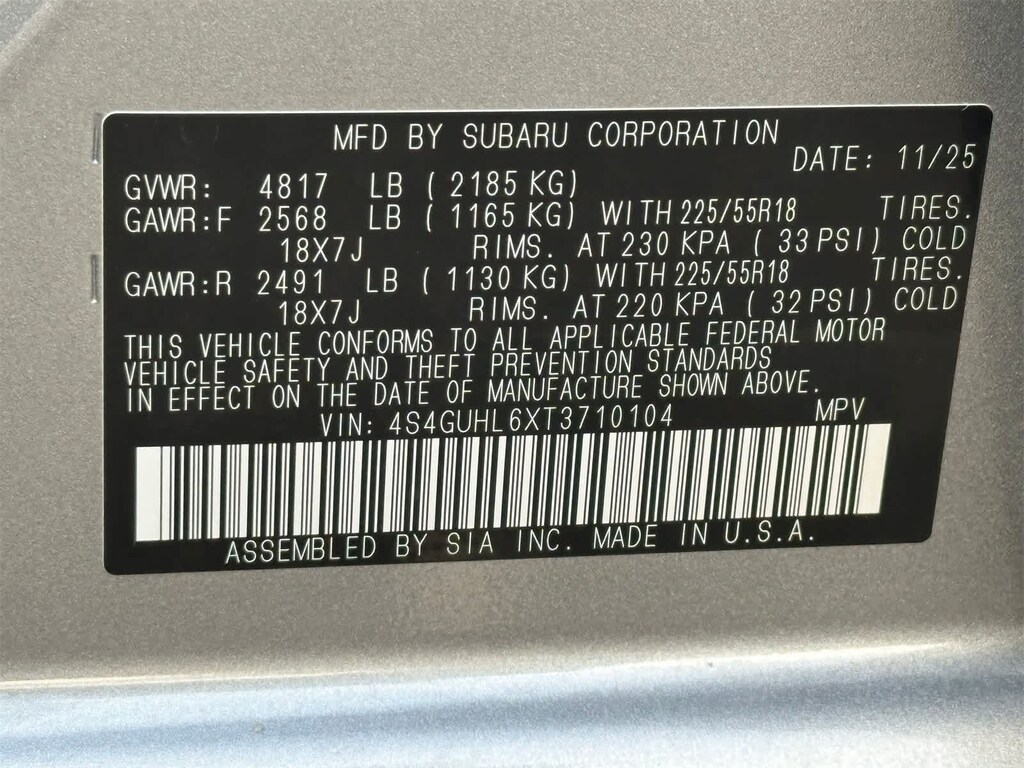 MFD BY SUBARU CORPORATION
DATE: 11/25
GVWR: 4817 LB ( 2185 KG)
GAWR:F 2568 LB ( 1165 KG) WITH 225/55R18 TIRES.
18X7J RIMS. AT 230 KPA ( 33 PSI) COLD
GAWR:R 2491 LB ( 1130 KG) WITH 225/55R18 TIRES.
18X7J RIMS. AT 220 KPA ( 32 PSI) COLD
THIS VEHICLE CONFORMS TO ALL APPLICABLE FEDERAL MOTOR
VEHICLE SAFETY AND THEFT PREVENTION STANDARDS
IN EFFECT ON THE DATE OF MANUFACTURE SHOWN ABOVE.
VIN: 4S4GUHL6XT3710104 MPV
ASSEMBLED BY SIA INC. MADE IN U.S.A.